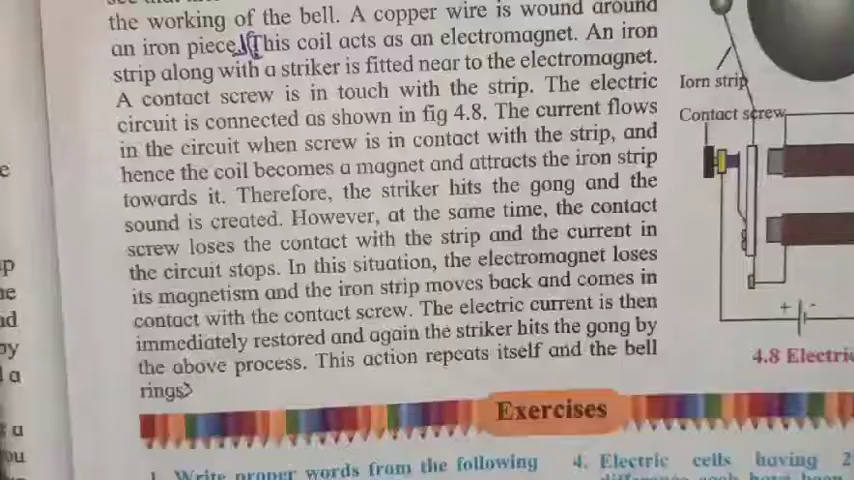 the working of the bell. A copper wire is wound around
an iron piece. This coil acts as an electromagnet. An iron
strip along with a striker is fitted near to the electromagnet.
A contact screw is in touch with the strip. The electric
circuit is connected as shown in fig 4.8. The current flows
in the circuit when screw is in contact with the strip, and
hence the coil becomes a magnet and attracts the iron strip
towards it. Therefore, the striker hits the gong and the
sound is created. However, at the same time, the contact
screw loses the contact with the strip and the current in
the circuit stops. In this situation, the electromagnet loses
its magnetism and the iron strip moves back and comes in
contact with the contact screw. The electric current is then
immediately restored and again the striker hits the gong by
the above process. This action repeats itself and the bell
rings
Iorn strip
Contact screw
+ -
4.8 Electric
Exercises
1. Write proper words from the following
4. Electric cells having 2